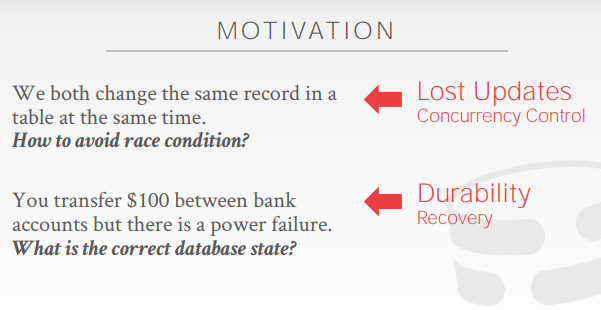 MOTIVATION
We both change the same record in a
table at the same time.
How to avoid race condition?
Lost Updates
Concurrency Control
You transfer $100 between bank
accounts but there is a power failure.
What is the correct database state?
Durability
Recovery